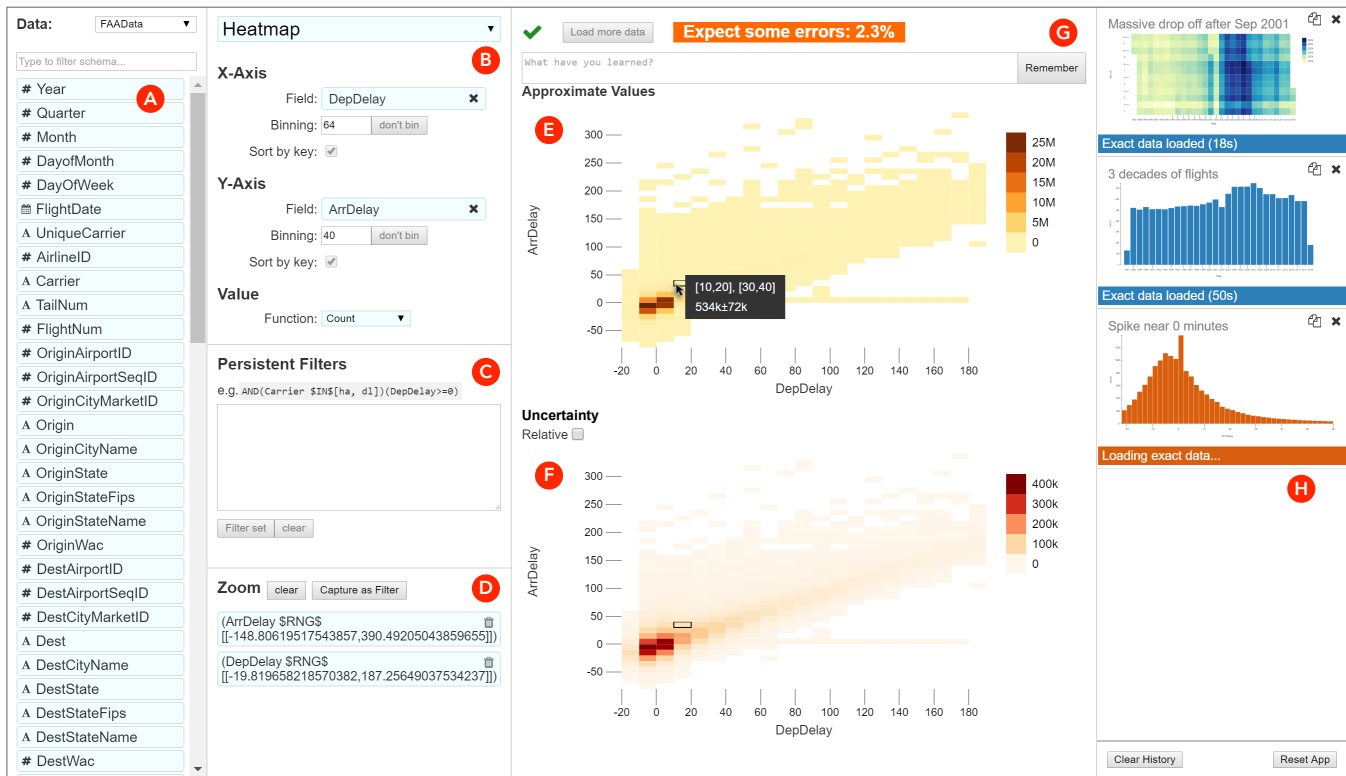 Data:
FAAData
Type to filter schema...
A
# Year
# Quarter
# Month
# DayofMonth
# DayOfWeek
FlightDate
A UniqueCarrier
# AirlineID
A Carrier
A TailNum
# FlightNum
# OriginAirportID
# OriginAirportSeqID
# OriginCityMarketID
A Origin
A OriginCityName
A OriginState
A OriginStateFips
A OriginStateName
# OriginWac
# DestAirportID
# DestAirportSeqID
# DestCityMarketID
A Dest
A DestCityName
A DestState
A DestStateFips
A DestStateName
# DestWac
Heatmap
B
X-Axis
Field: DepDelay
Binning: 64 don't bin
Sort by key:
Y-Axis
Field: ArrDelay
Binning: 40 don't bin
Sort by key:
Value
Function: Count
Persistent Filters
C
e.g. AND(Carrier $IN$[ha, dl])(DepDelay>=0)
Filter set clear
Zoom clear Capture as Filter
D
(ArrDelay $RNG$
[[-148.80619517543857,390.49205043859655]])
(DepDelay $RNG$
[[-19.819658218570382,187.25649037534237]])
Load more data
Expect some errors: 2.3%
G
What have you learned?
Remember
Approximate Values
E
300
250
200
150
100
50
0
-50
ArrDelay
-20 0 20 40 60 80 100 120 140 160 180
DepDelay
25M
20M
15M
10M
5M
0
[10,20], [30,40]
534k±72k
Uncertainty
Relative
F
300
250
200
150
100
50
0
-50
ArrDelay
-20 0 20 40 60 80 100 120 140 160 180
DepDelay
400k
300k
200k
100k
0
Massive drop off after Sep 2001
Exact data loaded (18s)
3 decades of flights
Exact data loaded (50s)
Spike near 0 minutes
Loading exact data...
H
Clear History
Reset App